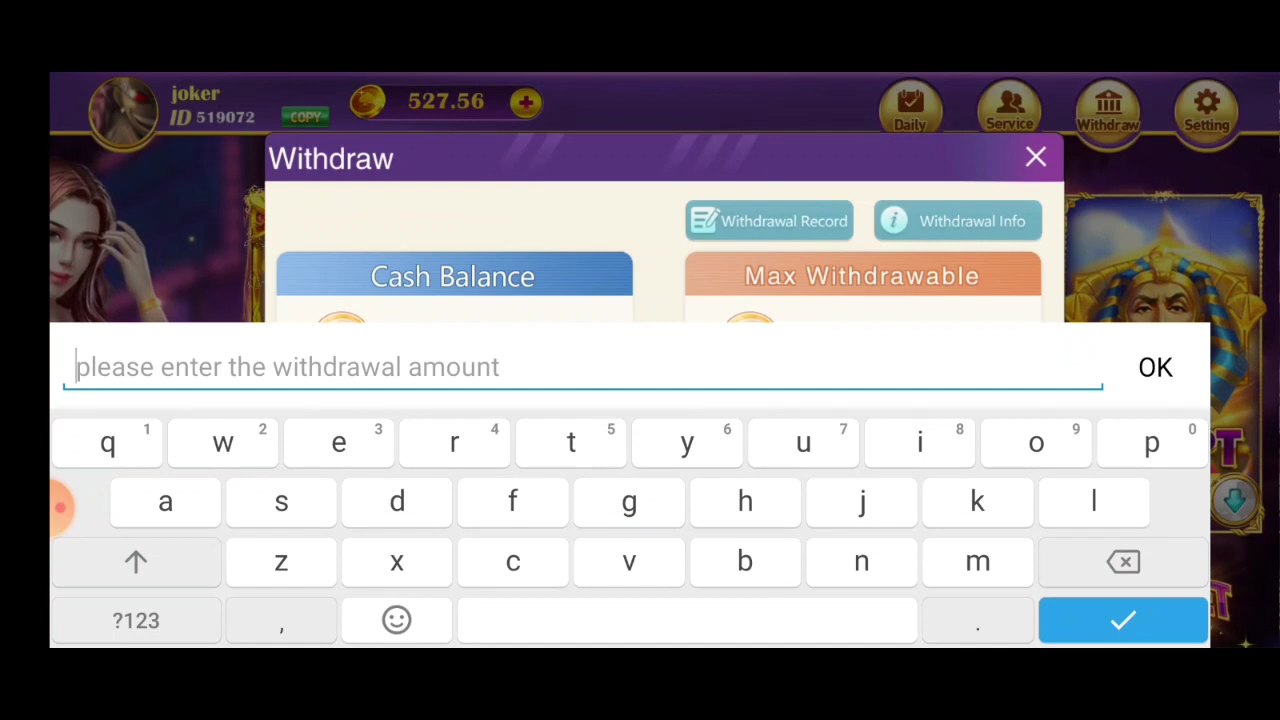 joker
ID 519072
COPY
527.56
Daily
Service
Withdraw
Setting
Withdraw
Withdrawal Record
Withdrawal Info
Cash Balance
Max Withdrawable
please enter the withdrawal amount
OK
q 1 w 2 e 3 r 4 t 5 y 6 u 7 i 8 o 9 p 0
a s d f g h j k l
z x c v b n m
?123 , .